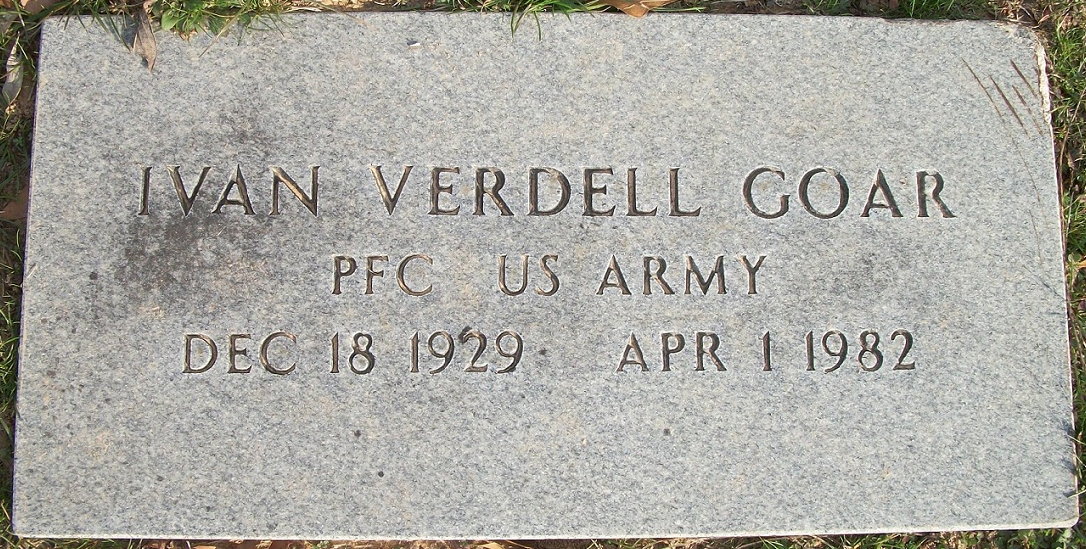 IVAN VERDELL GOAR
PFC US ARMY
DEC 18 1929 APR 1 1982